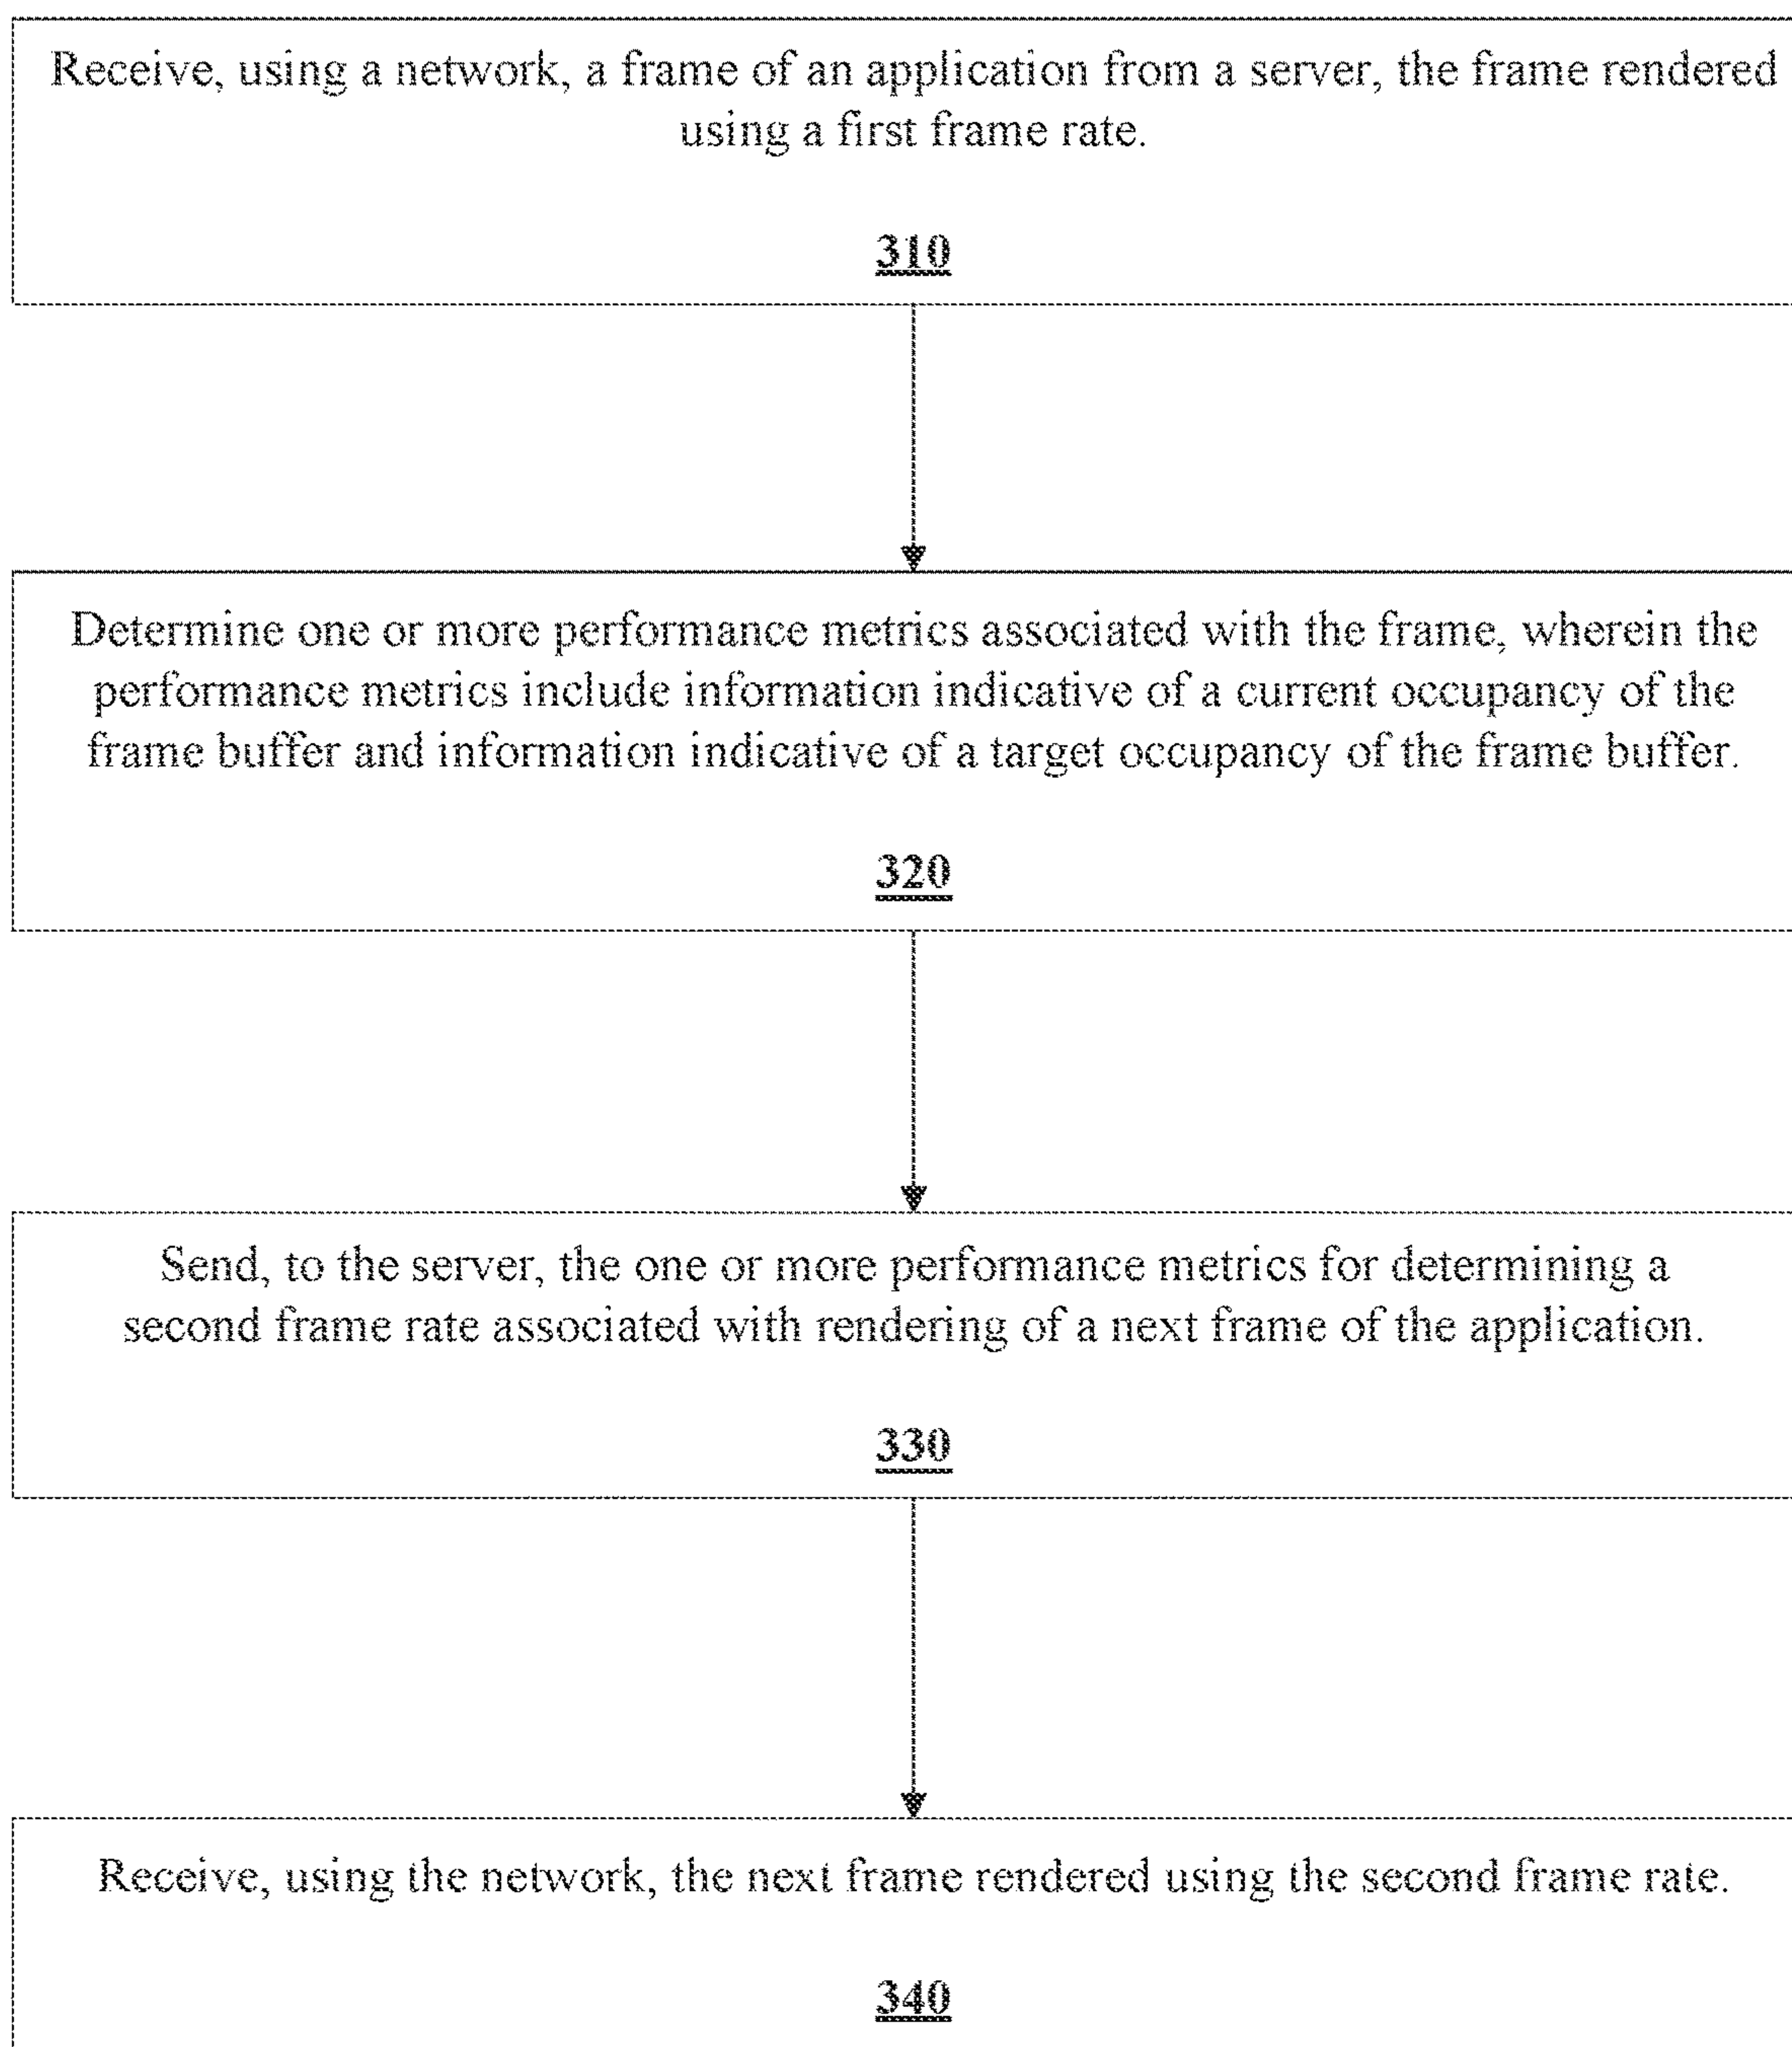 Receive, using a network, a frame of an application from a server, the frame rendered
using a first frame rate.
310
Determine one or more performance metrics associated with the frame, wherein the
performance metrics include information indicative of a current occupancy of the
frame buffer and information indicative of a target occupancy of the frame buffer.
320
Send, to the server, the one or more performance metrics for determining a
second frame rate associated with rendering of a next frame of the application.
330
Receive, using the network, the next frame rendered using the second frame rate.
340